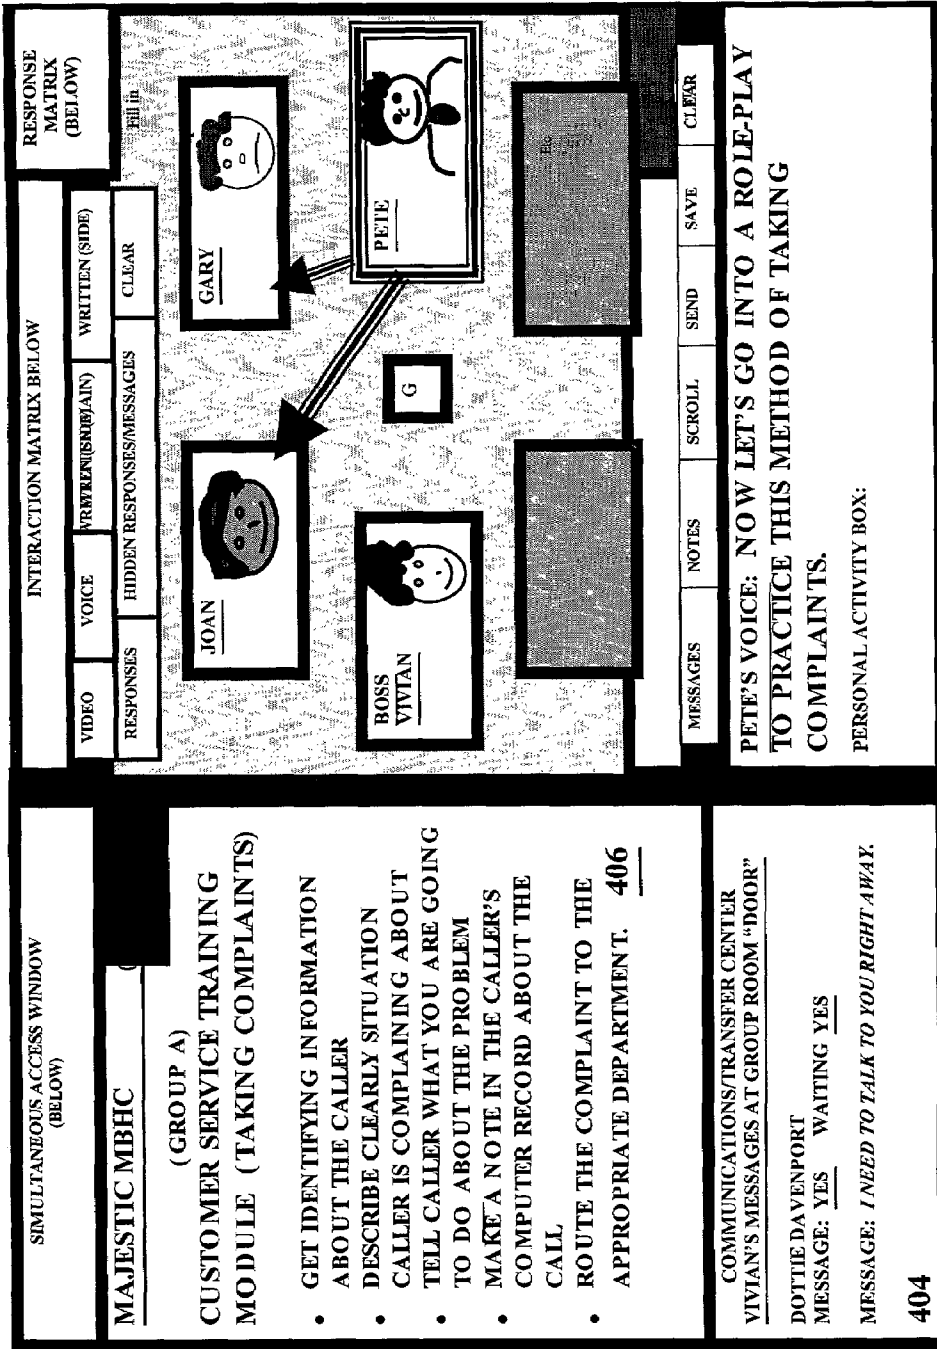 SIMULTANEOUS ACCESS WINDOW
(BELOW)
MAJESTIC MBHC
(GROUP A)
CUSTOMER SERVICE TRAINING
MODULE (TAKING COMPLAINTS)
• GET IDENTIFYING INFORMATION
ABOUT THE CALLER
• DESCRIBE CLEARLY SITUATION
CALLER IS COMPLAINING ABOUT
• TELL CALLER WHAT YOU ARE GOING
TO DO ABOUT THE PROBLEM
• MAKE A NOTE IN THE CALLER'S
COMPUTER RECORD ABOUT THE
CALL
• ROUTE THE COMPLAINT TO THE
APPROPRIATE DEPARTMENT. 406
COMMUNICATIONS/TRANSFER CENTER
VIVIAN'S MESSAGES AT GROUP ROOM "DOOR"
DOTTIE DAVENPORT
MESSAGE: YES WAITING YES
MESSAGE: I NEED TO TALK TO YOU RIGHT AWAY.
404
INTERACTION MATRIX BELOW
RESPONSE
MATRIX
(BELOW)
VIDEO
VOICE
WRITTEN (SIDE)
RESPONSES
HIDDEN RESPONSES/MESSAGES
CLEAR
Fill in
JOAN
GARY
BOSS
VIVIAN
G
PETE
MESSAGES
NOTES
SCROLL
SEND
SAVE
CLEAR
PETE'S VOICE: NOW LET'S GO INTO A ROLE-PLAY
TO PRACTICE THIS METHOD OF TAKING
COMPLAINTS.
PERSONAL ACTIVITY BOX: